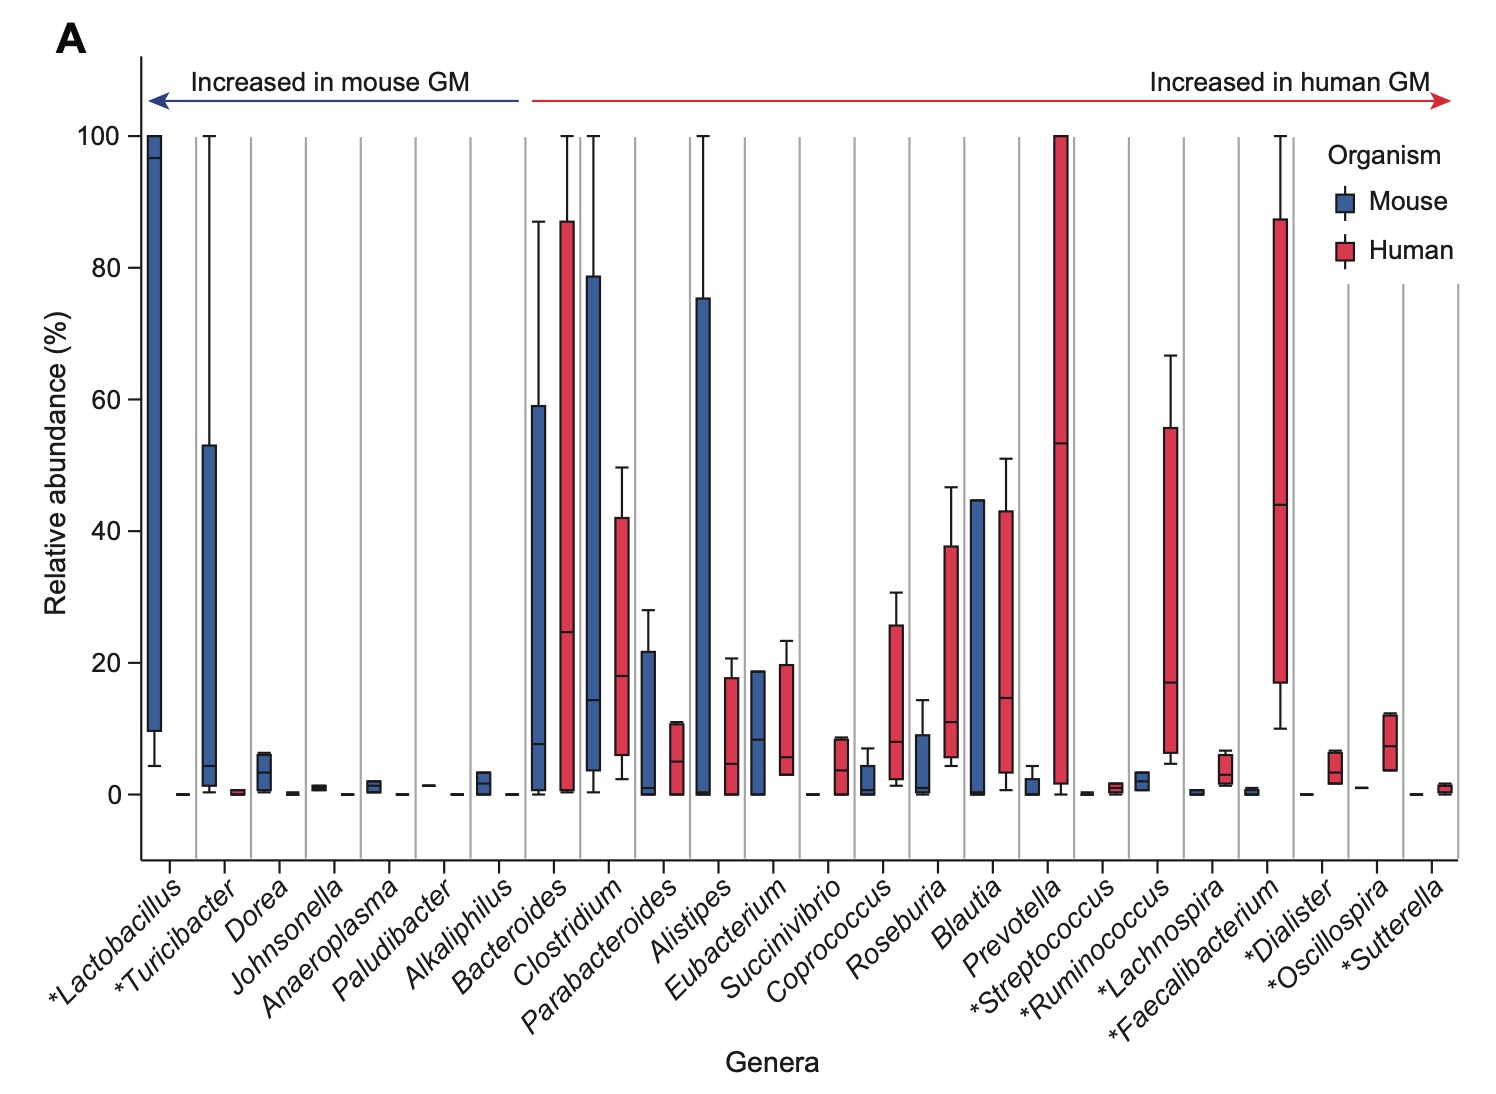 A
Increased in mouse GM
Increased in human GM
Organism
Mouse
Human
Relative abundance (%)
100
80
60
40
20
0
*Lactobacillus
*Turicibacter
Dorea
Johnsonella
Anaeroplasma
Paludibacter
Alkaliphilus
Bacteroides
Clostridium
Parabacteroides
Alistipes
Eubacterium
Succinivibrio
Coprococcus
Roseburia
Blautia
Prevotella
*Streptococcus
*Ruminococcus
*Lachnospira
*Faecalibacterium
*Dialister
*Oscillospira
*Sutterella
Genera